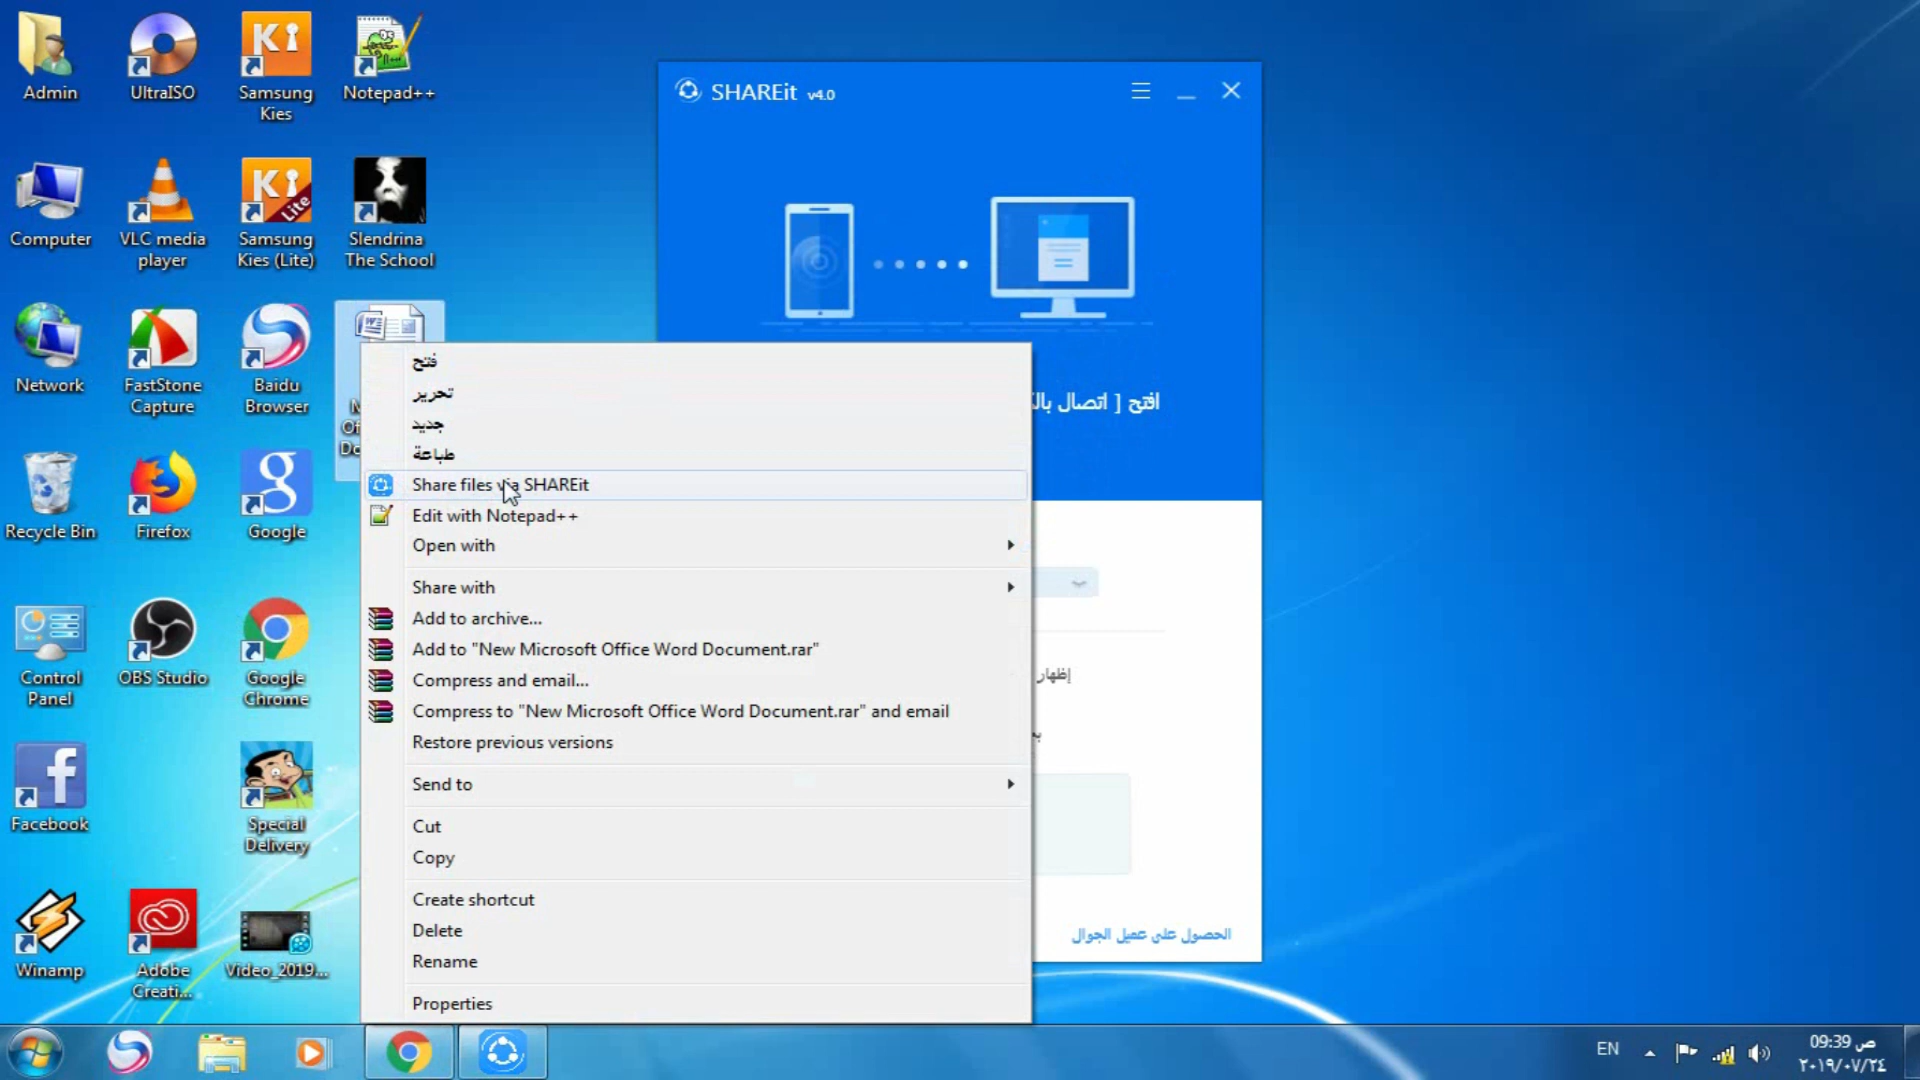 Admin
UltraISO
Samsung
Kies
Notepad++
Computer
VLC media
player
Samsung
Kies (Lite)
Slendrina
The School
Network
FastStone
Capture
Baidu
Browser
Recycle Bin
Firefox
Google
Control
Panel
OBS Studio
Google
Chrome
Facebook
Special
Delivery
Winamp
Adobe
Creati...
Video_2019...
SHAREit v4.0
افتح [ اتصال
إظهار
الحصول على عميل الجوال
فتح
تحرير
جديد
طباعة
Share files via SHAREit
Edit with Notepad++
Open with
Share with
Add to archive...
Add to "New Microsoft Office Word Document.rar"
Compress and email...
Compress to "New Microsoft Office Word Document.rar" and email
Restore previous versions
Send to
Cut
Copy
Create shortcut
Delete
Rename
Properties
EN
09:39 ص
٢٠١٩/٠٧/٢٤